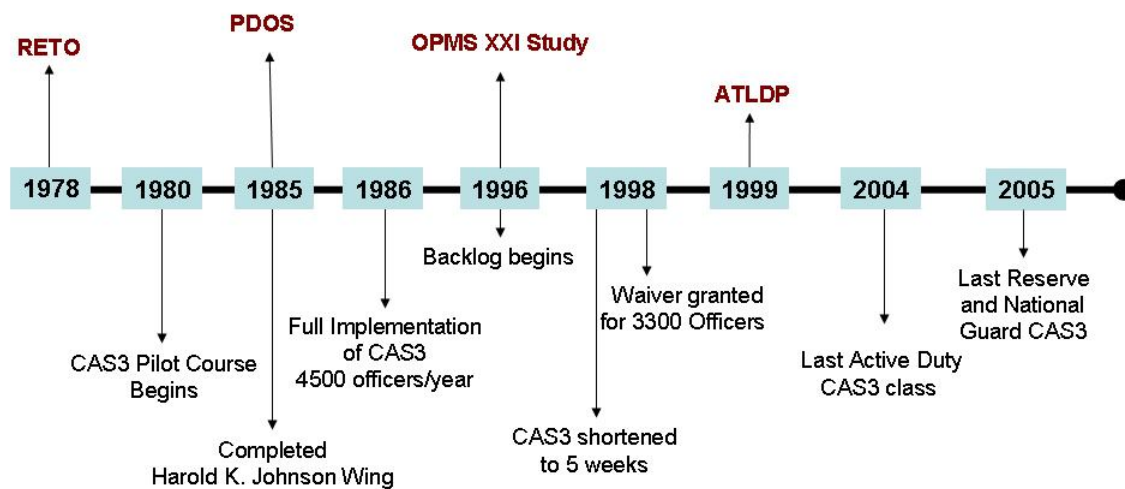 RETO
PDOS
OPMS XXI Study
ATLDP
1978
1980
1985
1986
1996
1998
1999
2004
2005
CAS3 Pilot Course
Begins
Completed
Harold K. Johnson Wing
Full Implementation
of CAS3
4500 officers/year
Backlog begins
CAS3 shortened
to 5 weeks
Waiver granted
for 3300 Officers
Last Active Duty
CAS3 class
Last Reserve
and National
Guard CAS3